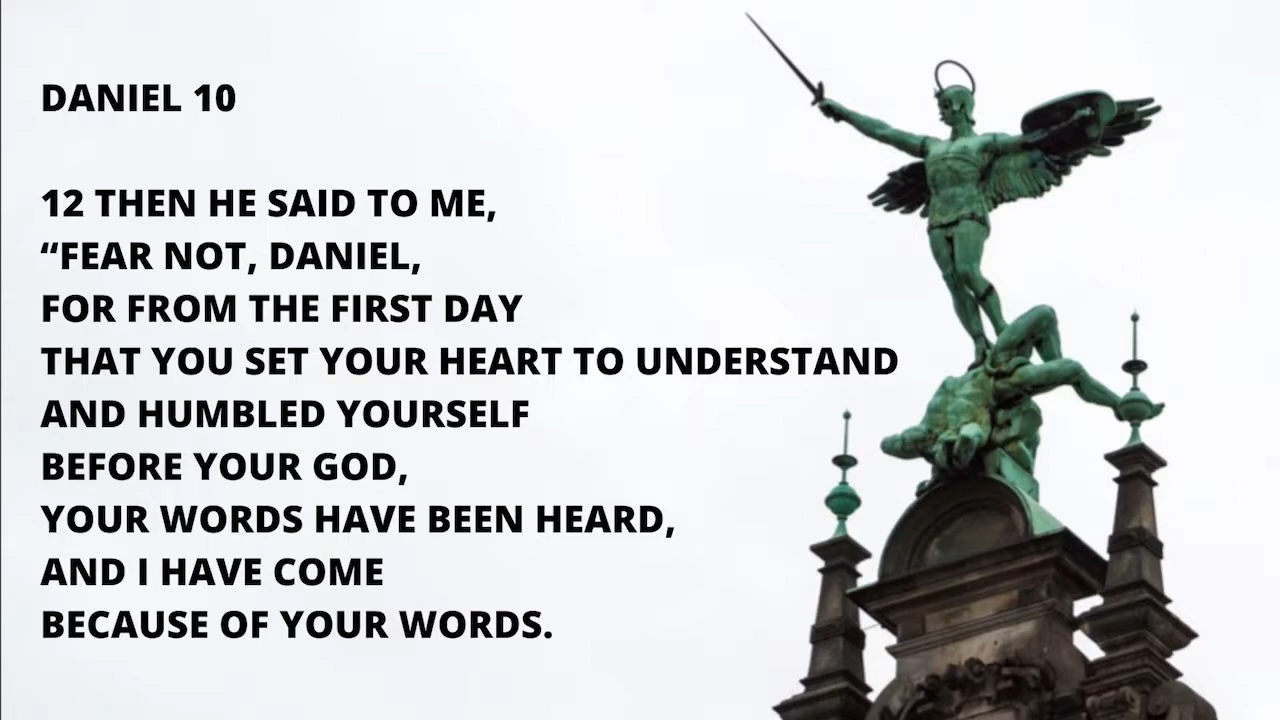 DANIEL 10
12 THEN HE SAID TO ME,
“FEAR NOT, DANIEL,
FOR FROM THE FIRST DAY
THAT YOU SET YOUR HEART TO UNDERSTAND
AND HUMBLED YOURSELF
BEFORE YOUR GOD,
YOUR WORDS HAVE BEEN HEARD,
AND I HAVE COME
BECAUSE OF YOUR WORDS.